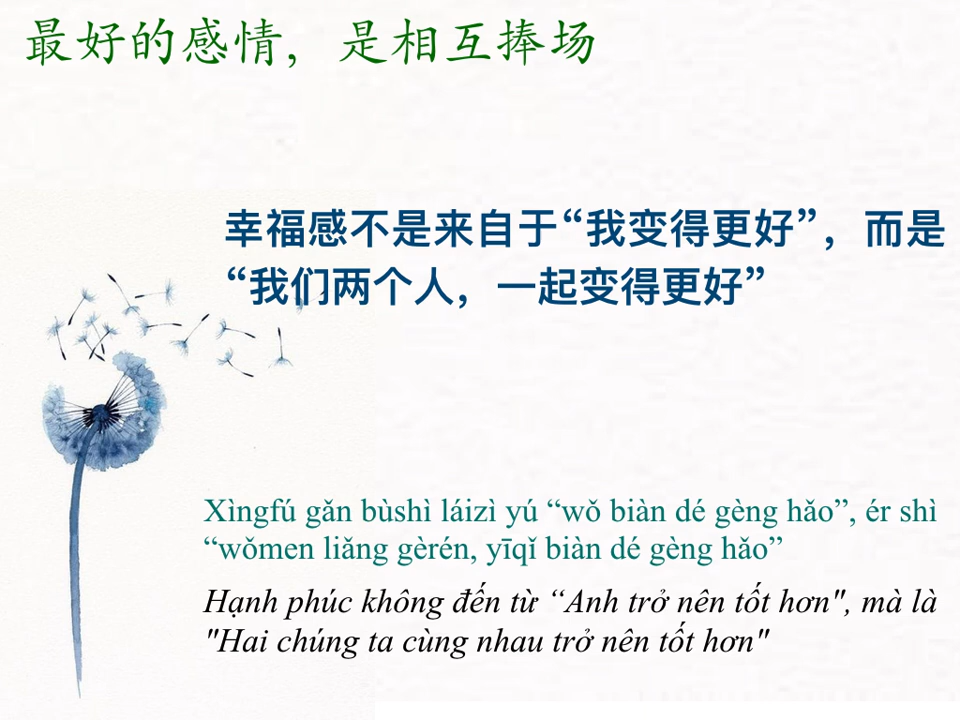 最好的感情，是相互捧场
幸福感不是来自于“我变得更好”，而是
“我们两个人，一起变得更好”
Xìngfú gǎn bùshì láizì yú “wǒ biàn dé gèng hǎo”, ér shì
“wǒmen liǎng gèrén, yīqǐ biàn dé gèng hǎo”
Hạnh phúc không đến từ “Anh trở nên tốt hơn", mà là
"Hai chúng ta cùng nhau trở nên tốt hơn"